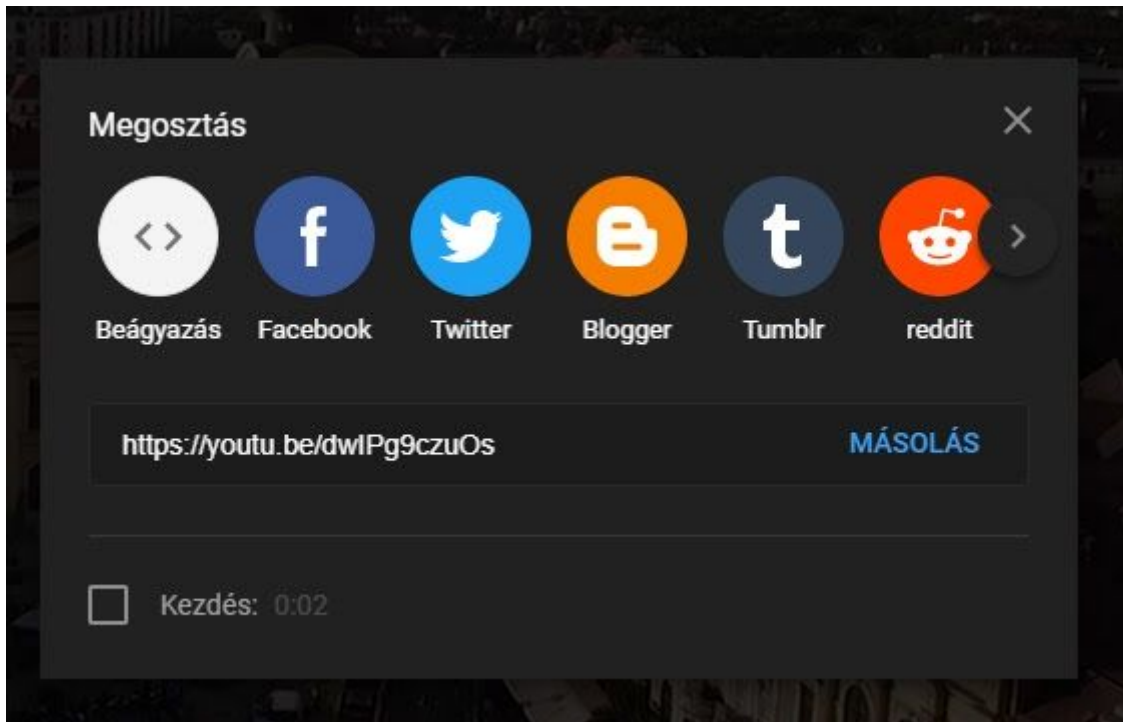 Megosztás
Beágyazás Facebook Twitter Blogger Tumblr reddit
https://youtu.be/dwIPg9czuOs MÁSOLÁS
Kezdés: 0:02